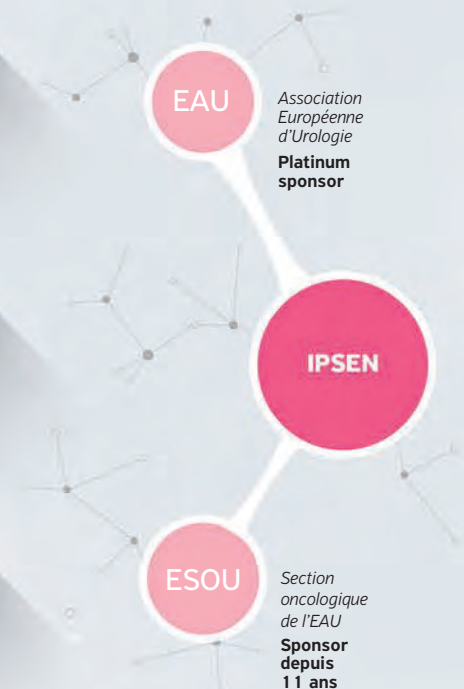 EAU
Association
Européenne
d'Urologie
Platinum
sponsor
IPSEN
ESOU
Section
oncologique
de l'EAU
Sponsor
depuis
11 ans